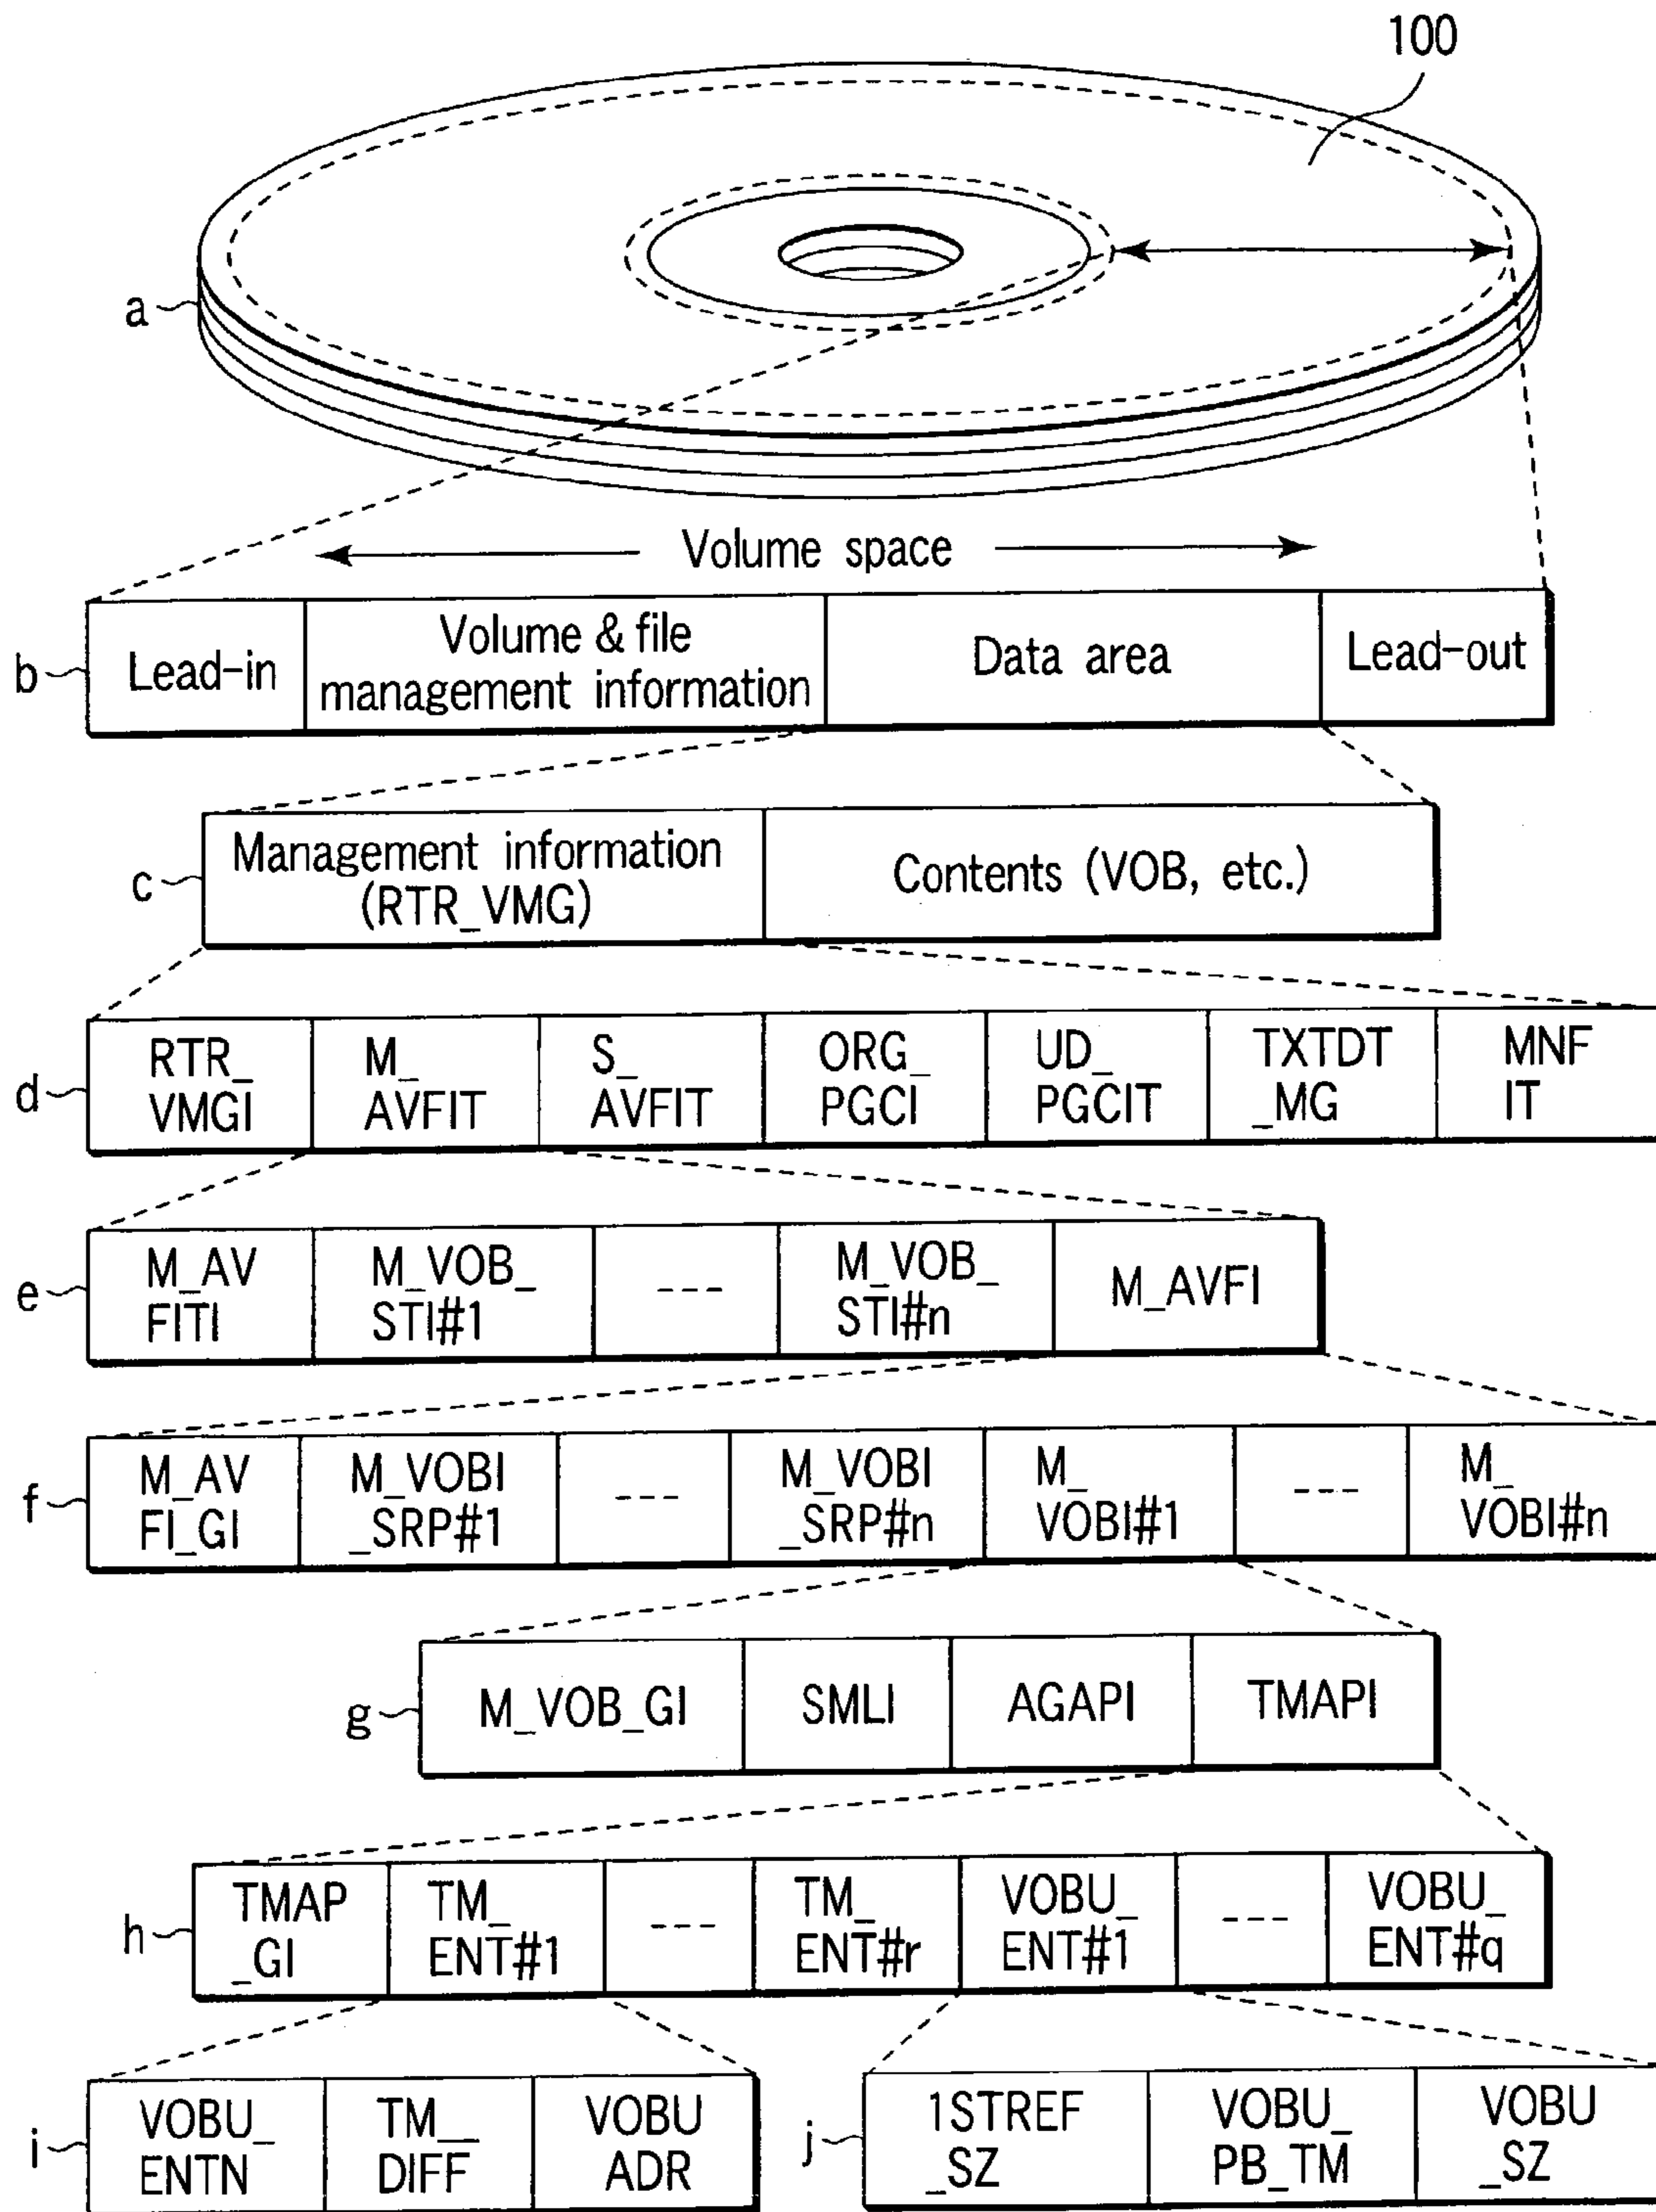 100
a
Volume space
b
Lead-in
Volume & file
management information
Data area
Lead-out
c
Management information
(RTR_VMG)
Contents (VOB, etc.)
d
RTR_
VMGI
M_
AVFIT
S_
AVFIT
ORG_
PGCI
UD_
PGCIT
TXTDT
_MG
MNF
IT
e
M_AV
FITI
M_VOB_
STI#1
---
M_VOB_
STI#n
M_AVFI
f
M_AV
FI_GI
M_VOBI
_SRP#1
---
M_VOBI
_SRP#n
M_
VOBI#1
---
M_
VOBI#n
g
M_VOB_GI
SMLI
AGAPI
TMAPI
h
TMAP
_GI
TM_
ENT#1
---
TM_
ENT#r
VOBU_
ENT#1
---
VOBU_
ENT#q
i
VOBU_
ENTN
TM_
DIFF
VOBU
ADR
j
1STREF
_SZ
VOBU_
PB_TM
VOBU
_SZ